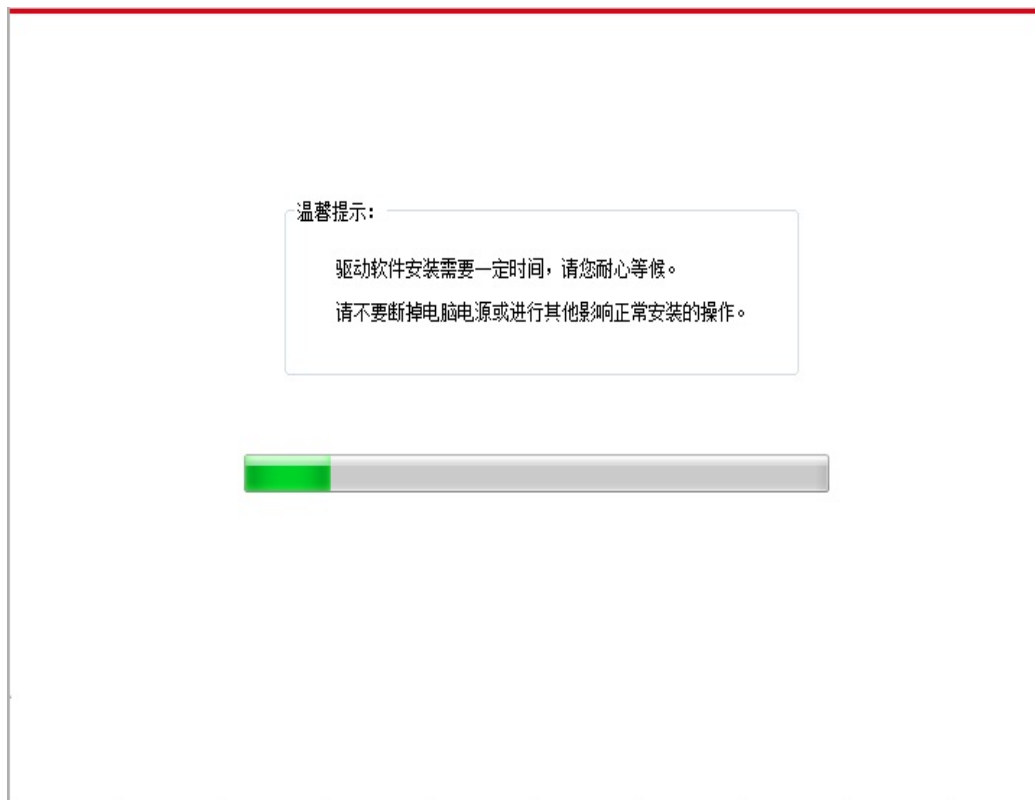 温馨提示：
驱动软件安装需要一定时间，请您耐心等候。
请不要断掉电脑电源或进行其他影响正常安装的操作。